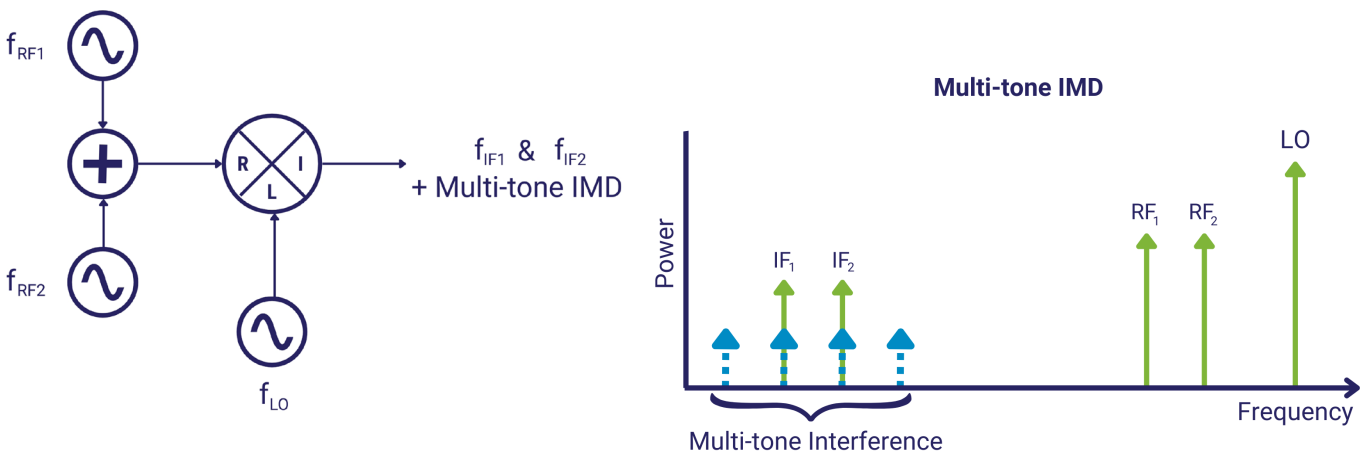 fRF1
R I
L
fRF2
fLO
fIF1 & fIF2
+ Multi-tone IMD
Multi-tone IMD
LO
RF1 RF2
IF1 IF2
Power
Frequency
Multi-tone Interference